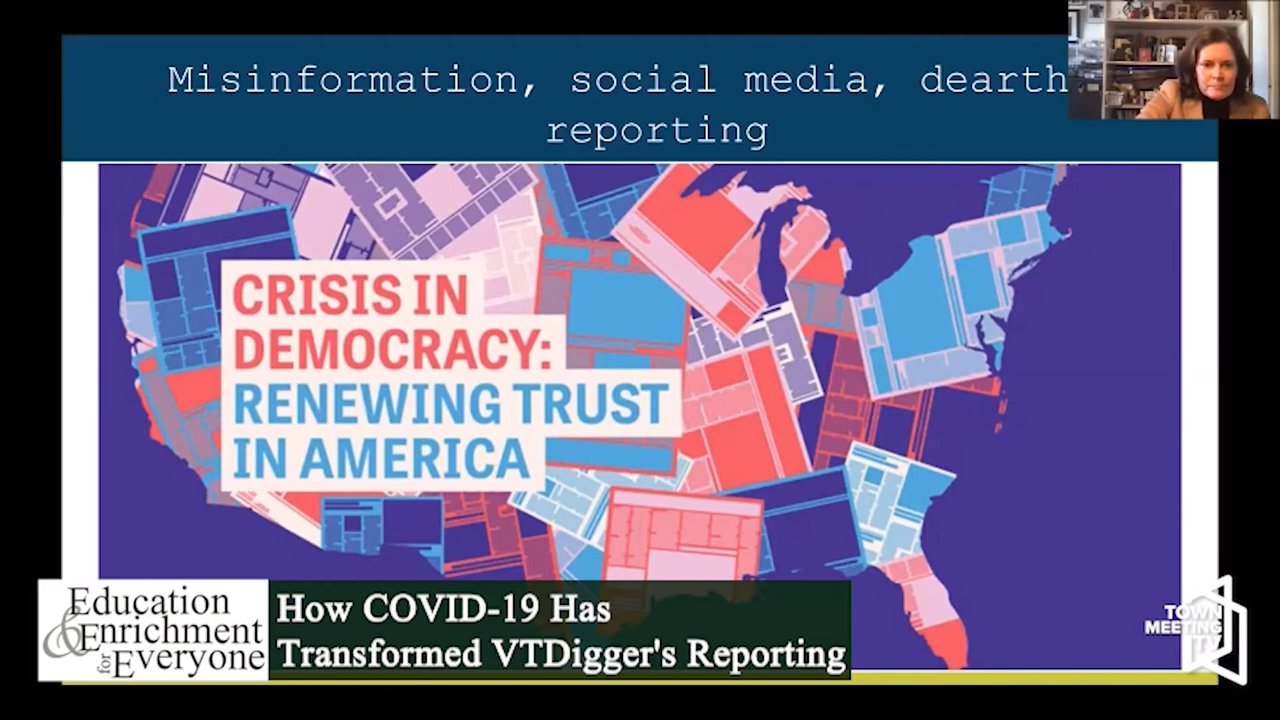 Misinformation, social media, dearth
reporting
CRISIS IN
DEMOCRACY:
RENEWING TRUST
IN AMERICA
Education
& Enrichment
for Everyone
How COVID-19 Has
Transformed VTDigger's Reporting
TOWN
MEETING
TV